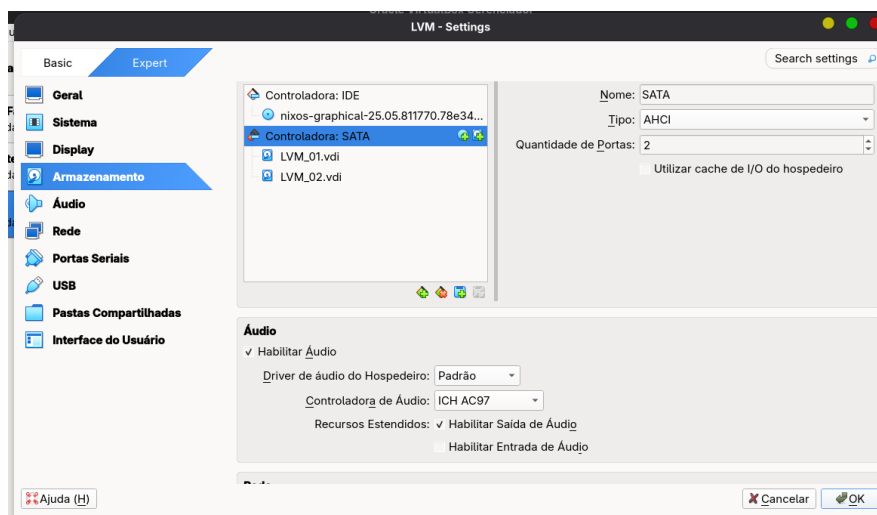 Oracle VirtualBox Gerenciador
LVM - Settings
Basic
Expert
Search settings
Geral
Sistema
Display
Armazenamento
Áudio
Rede
Portas Seriais
USB
Pastas Compartilhadas
Interface do Usuário
Controladora: IDE
nixos-graphical-25.05.811770.78e34...
Controladora: SATA
LVM_01.vdi
LVM_02.vdi
Nome: SATA
Tipo: AHCI
Quantidade de Portas: 2
Utilizar cache de I/O do hospedeiro
Áudio
Habilitar Áudio
Driver de áudio do Hospedeiro: Padrão
Controladora de Áudio: ICH AC97
Recursos Estendidos: Habilitar Saída de Áudio
Habilitar Entrada de Áudio
Ajuda (H)
Cancelar
OK